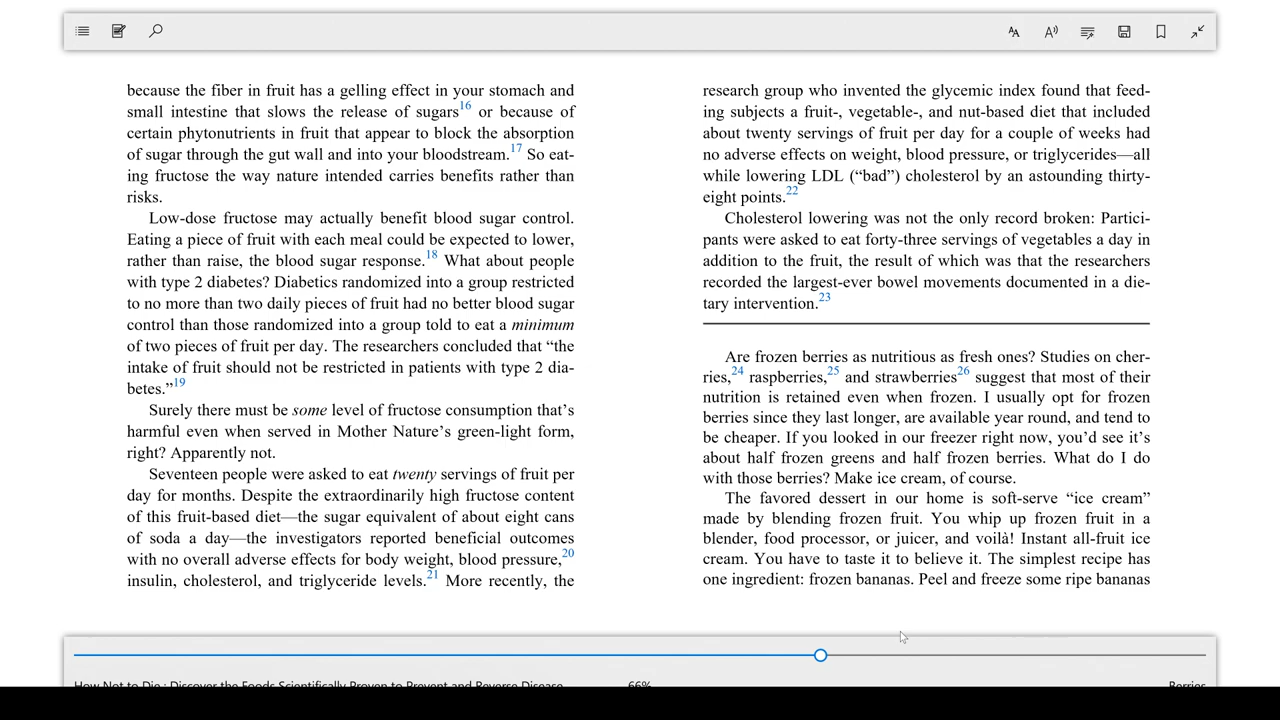 because the fiber in fruit has a gelling effect in your stomach and
small intestine that slows the release of sugars16 or because of
certain phytonutrients in fruit that appear to block the absorption
of sugar through the gut wall and into your bloodstream.17 So eat-
ing fructose the way nature intended carries benefits rather than
risks.
Low-dose fructose may actually benefit blood sugar control.
Eating a piece of fruit with each meal could be expected to lower,
rather than raise, the blood sugar response.18 What about people
with type 2 diabetes? Diabetics randomized into a group restricted
to no more than two daily pieces of fruit had no better blood sugar
control than those randomized into a group told to eat a minimum
of two pieces of fruit per day. The researchers concluded that “the
intake of fruit should not be restricted in patients with type 2 dia-
betes.”19
Surely there must be some level of fructose consumption that’s
harmful even when served in Mother Nature’s green-light form,
right? Apparently not.
Seventeen people were asked to eat twenty servings of fruit per
day for months. Despite the extraordinarily high fructose content
of this fruit-based diet—the sugar equivalent of about eight cans
of soda a day—the investigators reported beneficial outcomes
with no overall adverse effects for body weight, blood pressure,20
insulin, cholesterol, and triglyceride levels.21 More recently, the
research group who invented the glycemic index found that feed-
ing subjects a fruit-, vegetable-, and nut-based diet that included
about twenty servings of fruit per day for a couple of weeks had
no adverse effects on weight, blood pressure, or triglycerides—all
while lowering LDL (“bad”) cholesterol by an astounding thirty-
eight points.22
Cholesterol lowering was not the only record broken: Partici-
pants were asked to eat forty-three servings of vegetables a day in
addition to the fruit, the result of which was that the researchers
recorded the largest-ever bowel movements documented in a die-
tary intervention.23
Are frozen berries as nutritious as fresh ones? Studies on cher-
ries,24 raspberries,25 and strawberries26 suggest that most of their
nutrition is retained even when frozen. I usually opt for frozen
berries since they last longer, are available year round, and tend to
be cheaper. If you looked in our freezer right now, you’d see it’s
about half frozen greens and half frozen berries. What do I do
with those berries? Make ice cream, of course.
The favored dessert in our home is soft-serve “ice cream”
made by blending frozen fruit. You whip up frozen fruit in a
blender, food processor, or juicer, and voilà! Instant all-fruit ice
cream. You have to taste it to believe it. The simplest recipe has
one ingredient: frozen bananas. Peel and freeze some ripe bananas
How Not to Die : Discover the Foods Scientifically Proven to Prevent and Reverse Disease
66%
Berries